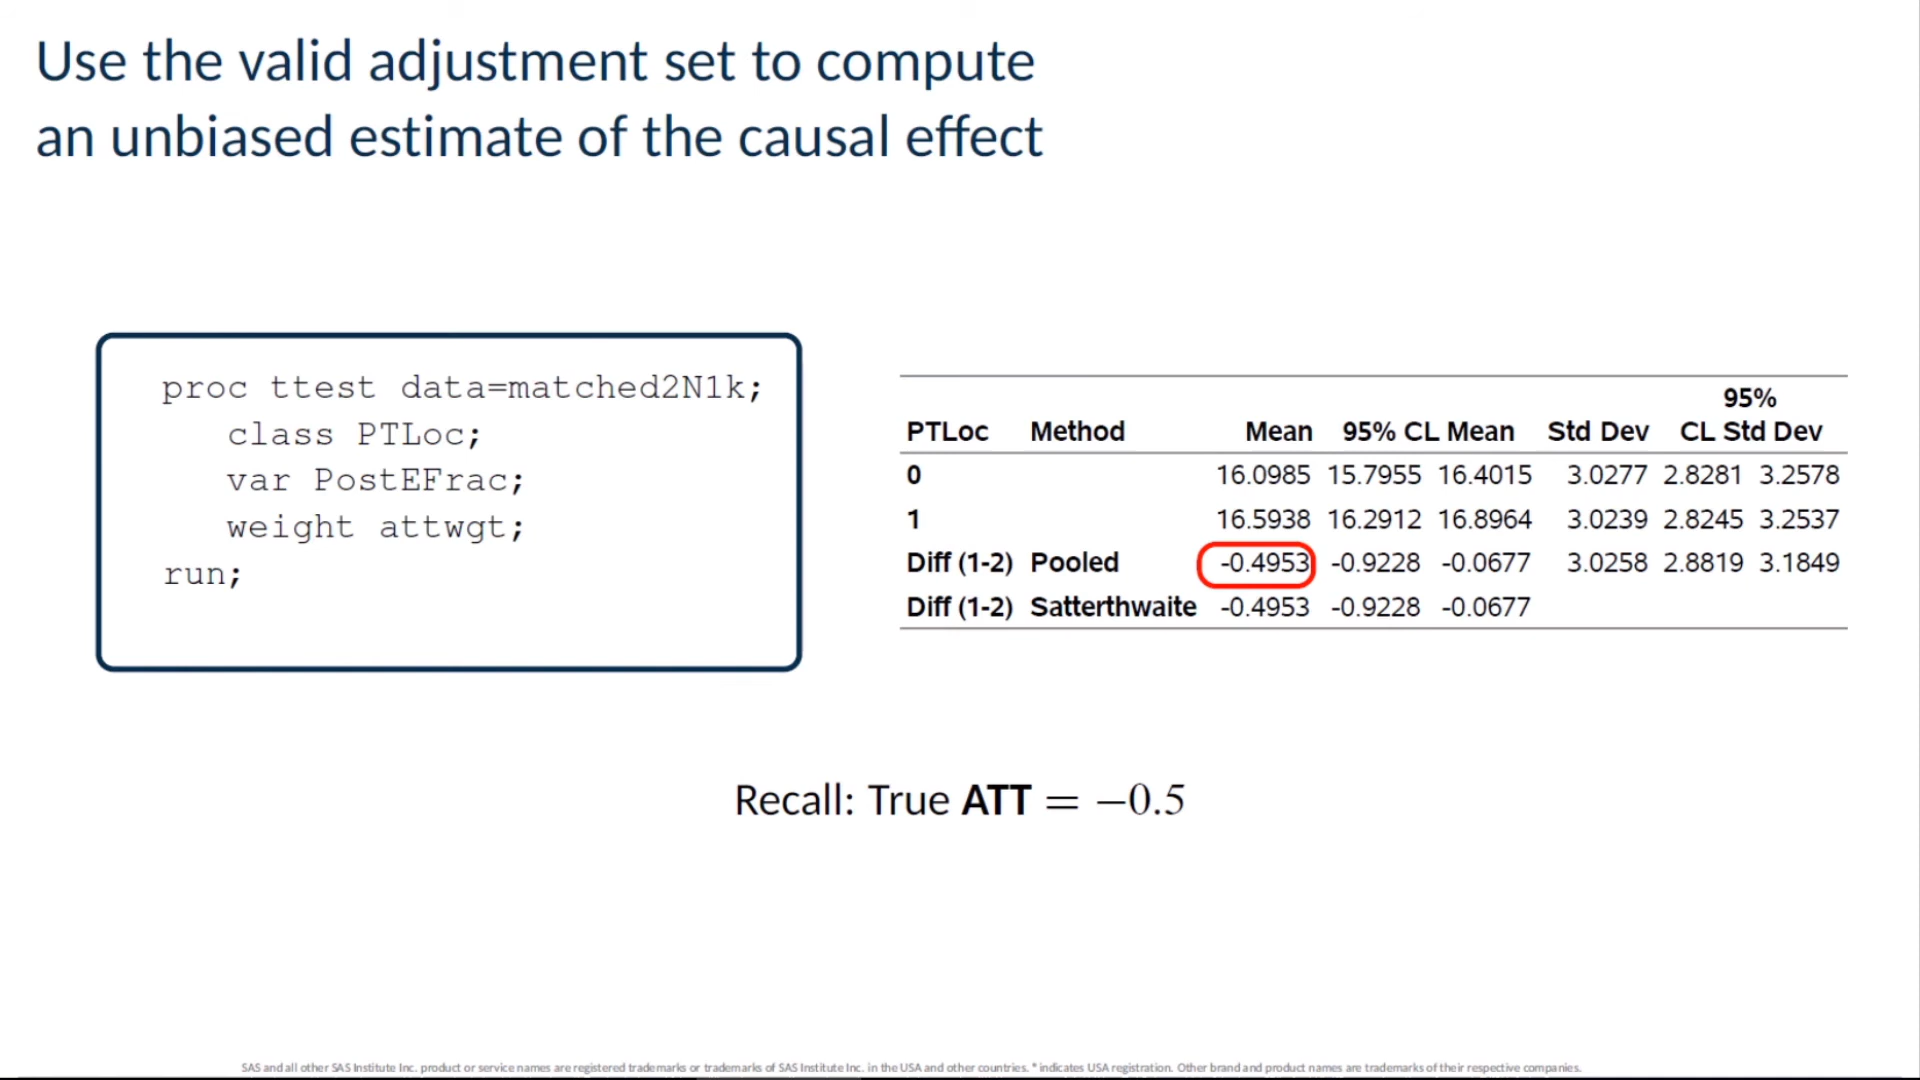 Use the valid adjustment set to compute
an unbiased estimate of the causal effect
proc ttest data=matched2N1k;
class PTLoc;
var PostEFrac;
weight attwgt;
run;
95%
PTLoc Method Mean 95% CL Mean Std Dev CL Std Dev
0 16.0985 15.7955 16.4015 3.0277 2.8281 3.2578
1 16.5938 16.2912 16.8964 3.0239 2.8245 3.2537
Diff (1-2) Pooled -0.4953 -0.9228 -0.0677 3.0258 2.8819 3.1849
Diff (1-2) Satterthwaite -0.4953 -0.9228 -0.0677
Recall: True ATT = −0.5
SAS and all other SAS Institute Inc. product or service names are registered trademarks or trademarks of SAS Institute Inc. in the USA and other countries. ® indicates USA registration. Other brand and product names are trademarks of their respective companies.